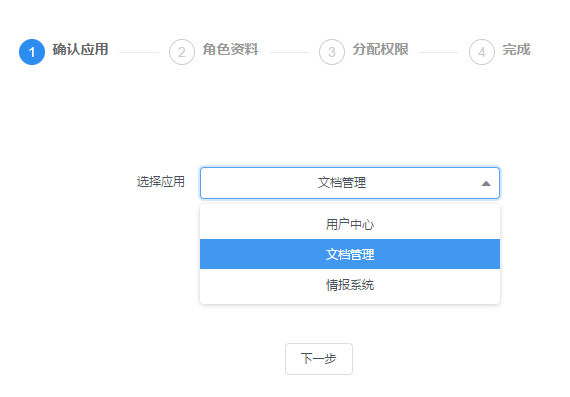 1 确认应用 2 角色资料 3 分配权限 4 完成
选择应用 文档管理
用户中心
文档管理
情报系统
下一步